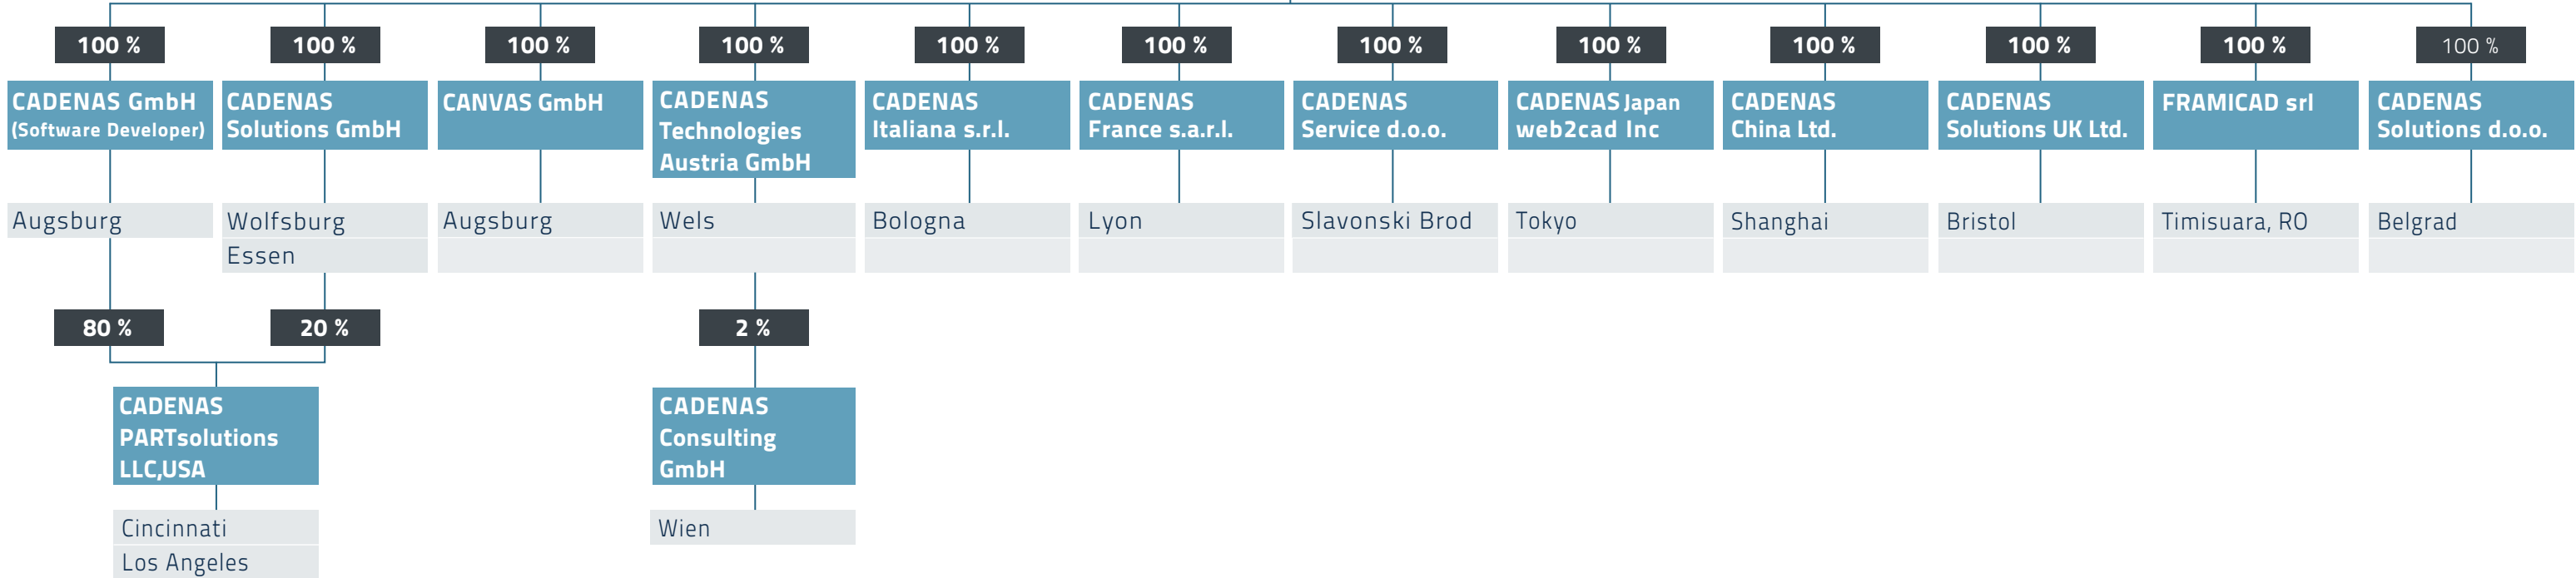 100 %
100 %
100 %
100 %
100 %
100 %
100 %
100 %
100 %
100 %
100 %
100 %
CADENAS GmbH
(Software Developer)
CADENAS
Solutions GmbH
CANVAS GmbH
CADENAS
Technologies
Austria GmbH
CADENAS
Italiana s.r.l.
CADENAS
France s.a.r.l.
CADENAS
Service d.o.o.
CADENAS Japan
web2cad Inc
CADENAS
China Ltd.
CADENAS
Solutions UK Ltd.
FRAMICAD srl
CADENAS
Solutions d.o.o.
Augsburg
Wolfsburg
Essen
Augsburg
Wels
Bologna
Lyon
Slavonski Brod
Tokyo
Shanghai
Bristol
Timisuara, RO
Belgrad
80 %
20 %
2 %
CADENAS
PARTsolutions
LLC,USA
CADENAS
Consulting
GmbH
Cincinnati
Los Angeles
Wien